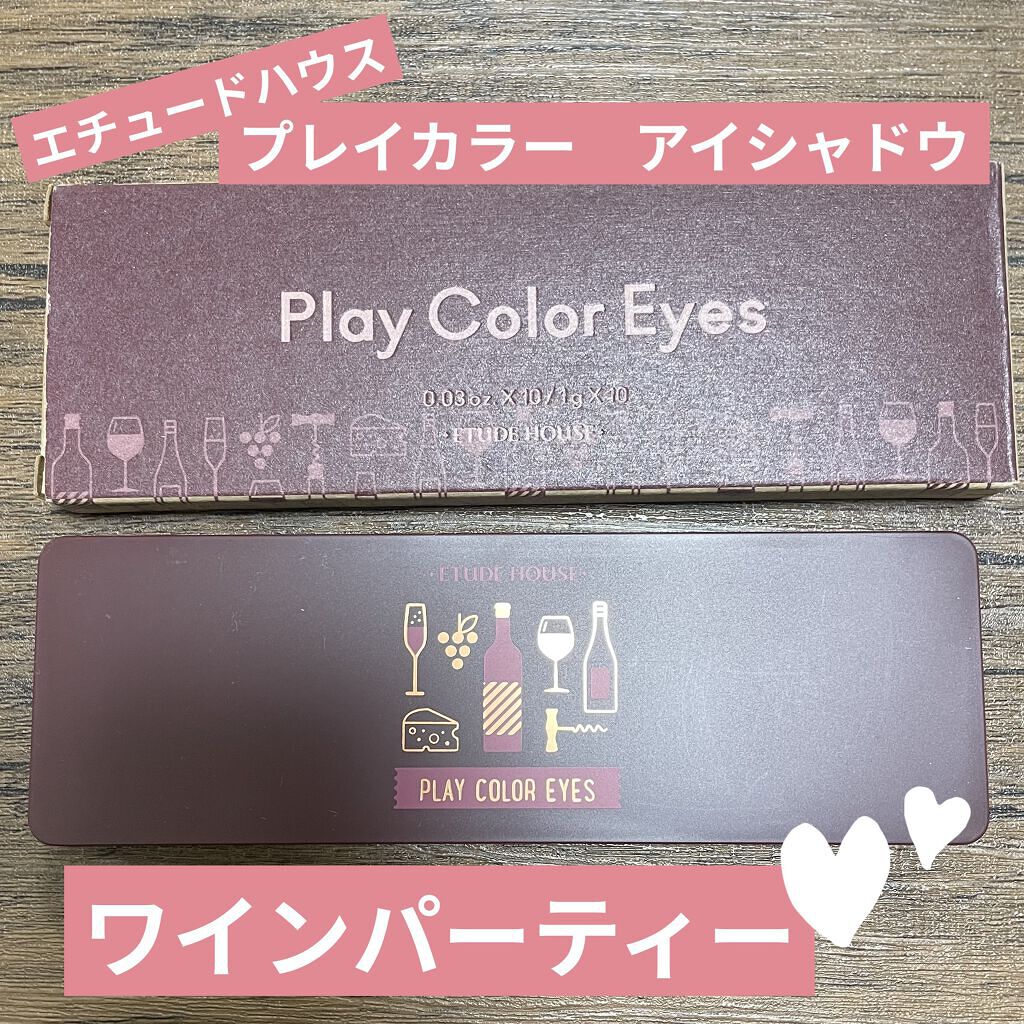 エチュードハウス
プレイカラー　アイシャドウ
Play Color Eyes
0.03 oz. X 10 / 1 g X 10
·ETUDE HOUSE·
·ETUDE HOUSE·
PLAY COLOR EYES
ワインパーティー